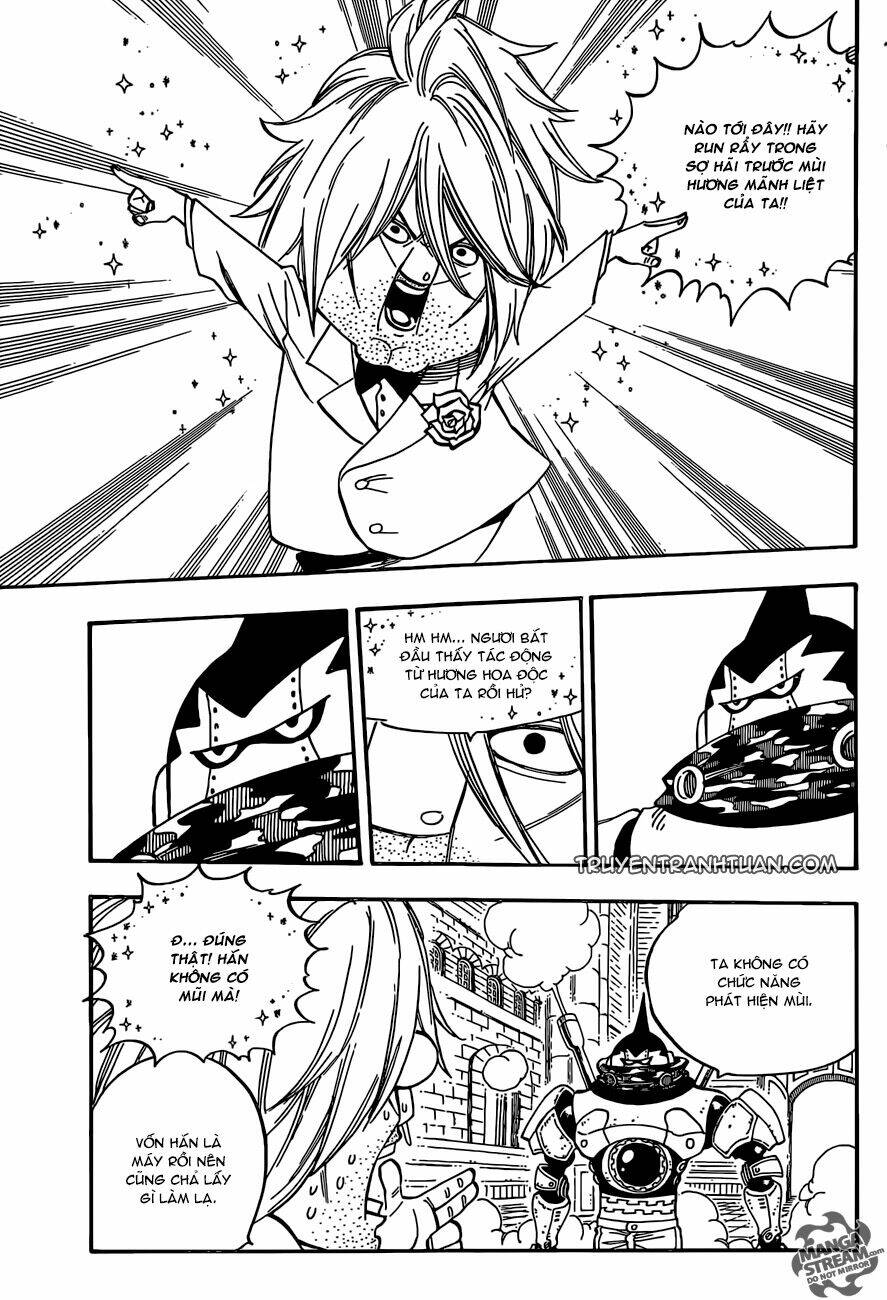 NÀO TỚI ĐÂY!! HÃY
RUN RẨY TRONG
SỢ HÃI TRƯỚC MÙI
HƯƠNG MÃNH LIỆT
CỦA TA!!
HM HM... NGƯƠI BẮT
ĐẦU THẤY TÁC ĐỘNG
TỪ HƯƠNG HOA ĐỘC
CỦA TA RỒI HỬ?
TRUYENTRANHTUAN.COM
TA KHÔNG CÓ
CHỨC NĂNG
PHÁT HIỆN MÙI.
Đ... ĐÚNG
THẬT! HẮN
KHÔNG CÓ
MŨI MÀ!
VỐN HẮN LÀ
MÁY RỒI NÊN
CŨNG CHẢ LẤY
GÌ LÀM LẠ.
MANGA
STREAM.com
DO NOT MIRROR!